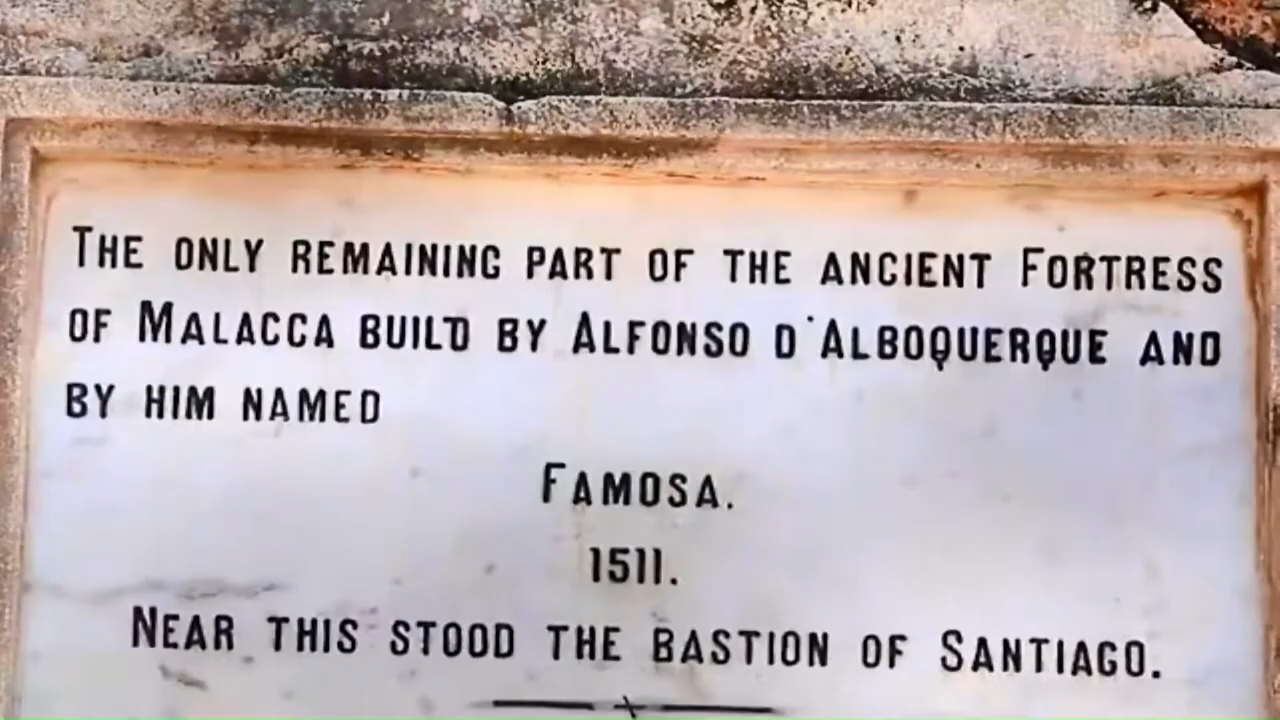 THE ONLY REMAINING PART OF THE ANCIENT FORTRESS
OF MALACCA BUILD BY ALFONSO D'ALBOQUERQUE AND
BY HIM NAMED
FAMOSA.
1511.
NEAR THIS STOOD THE BASTION OF SANTIAGO.